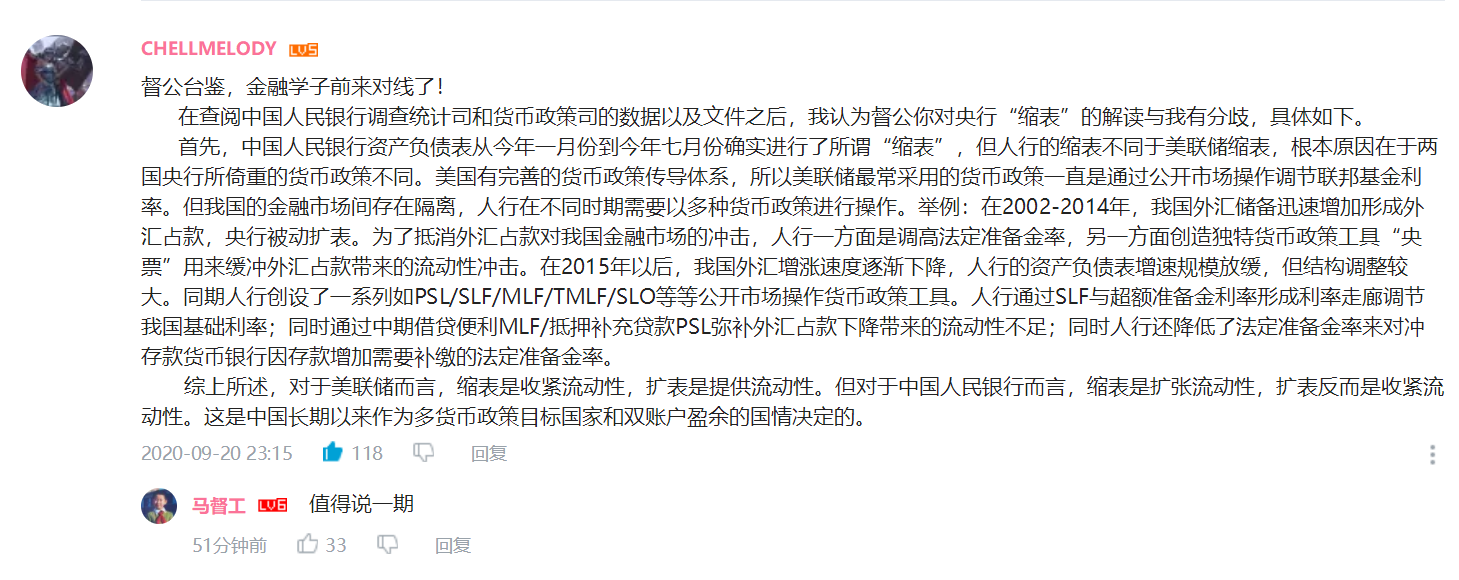 CHELLMELODY LV5
督公台鉴，金融学子前来对线了！
在查阅中国人民银行调查统计司和货币政策司的数据以及文件之后，我认为督公你对央行“缩表”的解读与我有分歧，具体如下。
首先，中国人民银行资产负债表从今年一月份到今年七月份确实进行了所谓“缩表”，但人行的缩表不同于美联储缩表，根本原因在于两
国央行所倚重的货币政策不同。美国有完善的货币政策传导体系，所以美联储最常采用的货币政策一直是通过公开市场操作调节联邦基金利
率。但我国的金融市场间存在隔离，人行在不同时期需要以多种货币政策进行操作。举例：在2002-2014年，我国外汇储备迅速增加形成外
汇占款，央行被动扩表。为了抵消外汇占款对我国金融市场的冲击，人行一方面是调高法定准备金率，另一方面创造独特货币政策工具“央
票”用来缓冲外汇占款带来的流动性冲击。在2015年以后，我国外汇增涨速度逐渐下降，人行的资产负债表增速规模放缓，但结构调整较
大。同期人行创设了一系列如PSL/SLF/MLF/TMLF/SLO等等公开市场操作货币政策工具。人行通过SLF与超额准备金利率形成利率走廊调节
我国基础利率；同时通过中期借贷便利MLF/抵押补充贷款PSL弥补外汇占款下降带来的流动性不足；同时人行还降低了法定准备金率来对冲
存款货币银行因存款增加需要补缴的法定准备金率。
综上所述，对于美联储而言，缩表是收紧流动性，扩表是提供流动性。但对于中国人民银行而言，缩表是扩张流动性，扩表反而是收紧流
动性。这是中国长期以来作为多货币政策目标国家和双账户盈余的国情决定的。
2020-09-20 23:15 118 回复
马督工 LV6 值得说一期
51分钟前 33 回复